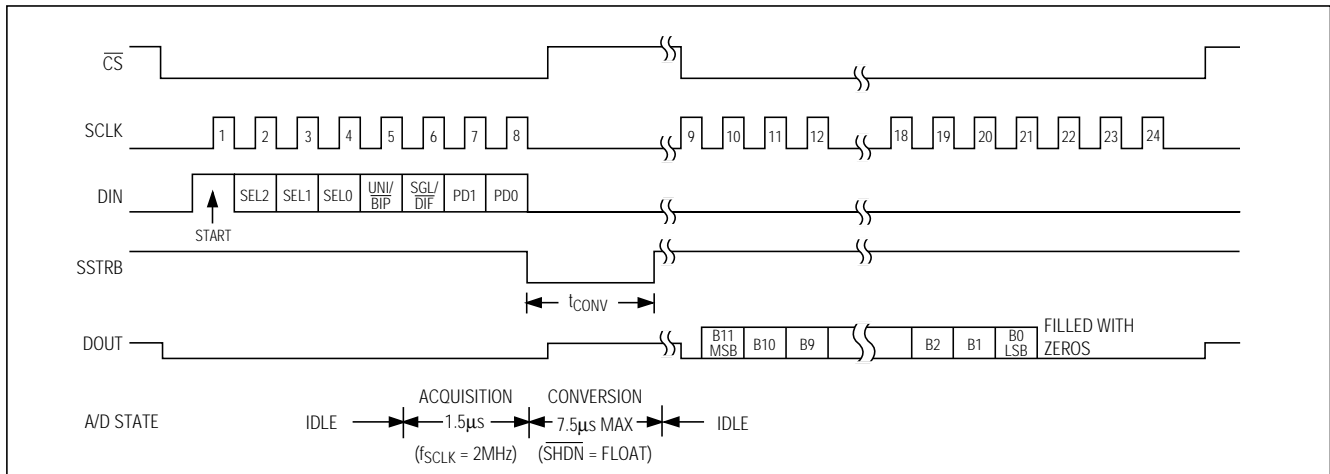 CS
SCLK
1 2 3 4 5 6 7 8 9 10 11 12 18 19 20 21 22 23 24
DIN
SEL2 SEL1 SEL0 UNI/ BIP SGL/ DIF PD1 PD0
START
SSTRB
tCONV
DOUT
B11 MSB B10 B9 B2 B1 B0 LSB
FILLED WITH
ZEROS
A/D STATE
IDLE
ACQUISITION
1.5µs
(fSCLK = 2MHz)
CONVERSION
7.5µs MAX
(SHDN = FLOAT)
IDLE